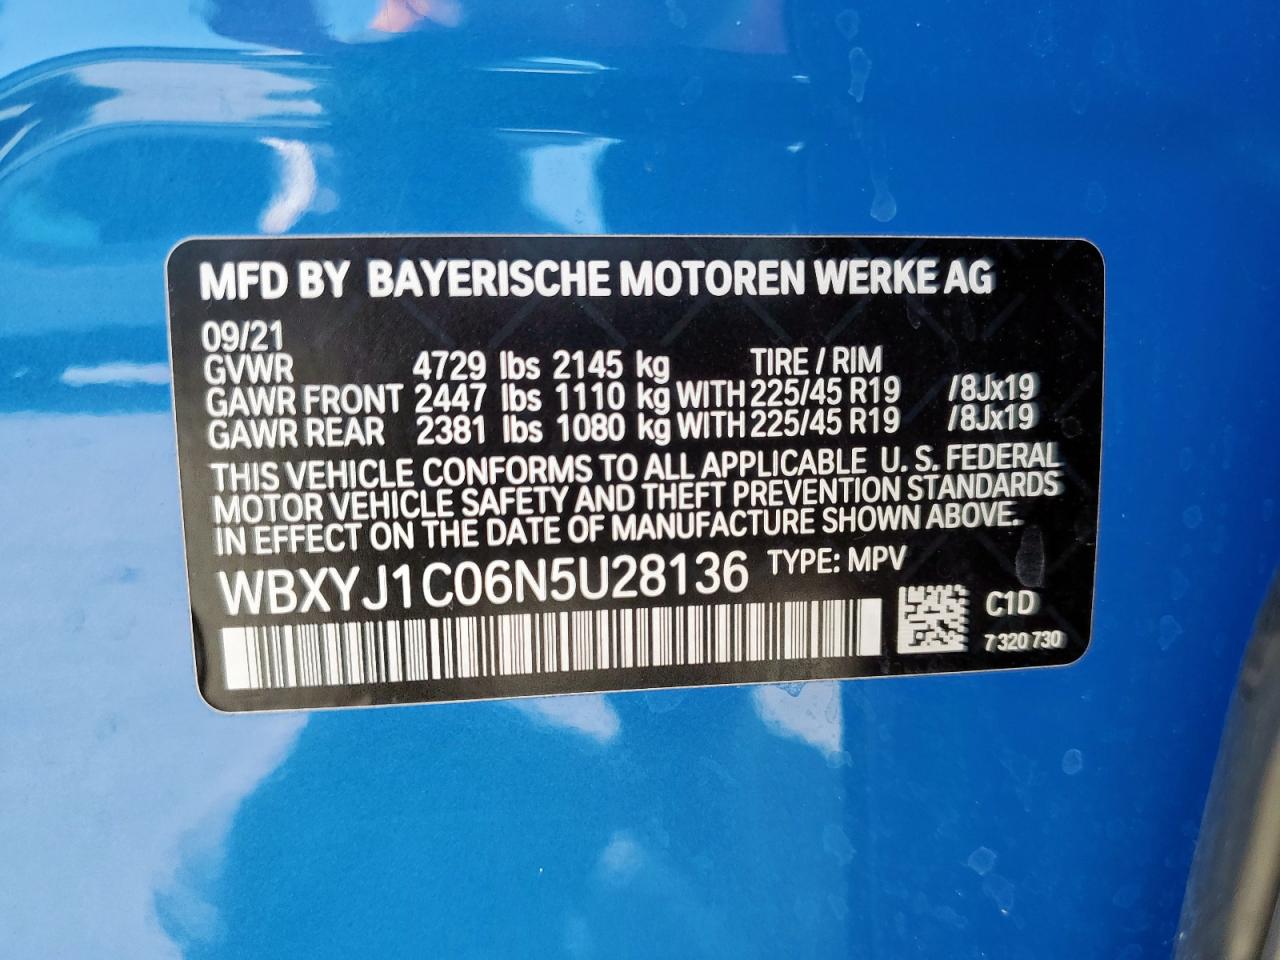 MFD BY BAYERISCHE MOTOREN WERKE AG
09/21
GVWR 4729 lbs 2145 kg TIRE / RIM
GAWR FRONT 2447 lbs 1110 kg WITH 225/45 R19 /8Jx19
GAWR REAR 2381 lbs 1080 kg WITH 225/45 R19 /8Jx19
THIS VEHICLE CONFORMS TO ALL APPLICABLE U. S. FEDERAL
MOTOR VEHICLE SAFETY AND THEFT PREVENTION STANDARDS
IN EFFECT ON THE DATE OF MANUFACTURE SHOWN ABOVE.
WBXYJ1C06N5U28136 TYPE: MPV
C1D
7 320 730